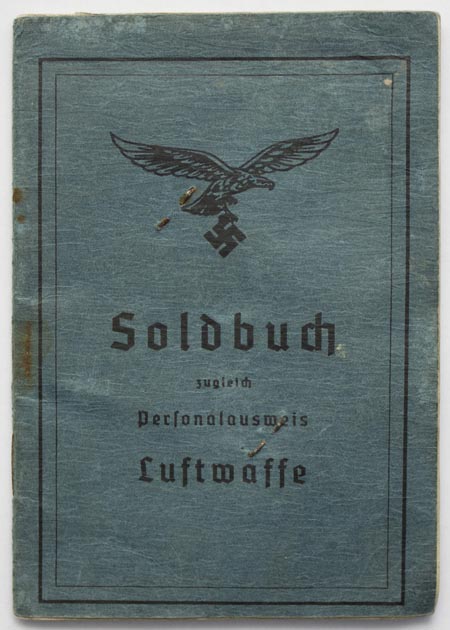 Soldbuch
zugleich
Personalausweis
Luftwaffe